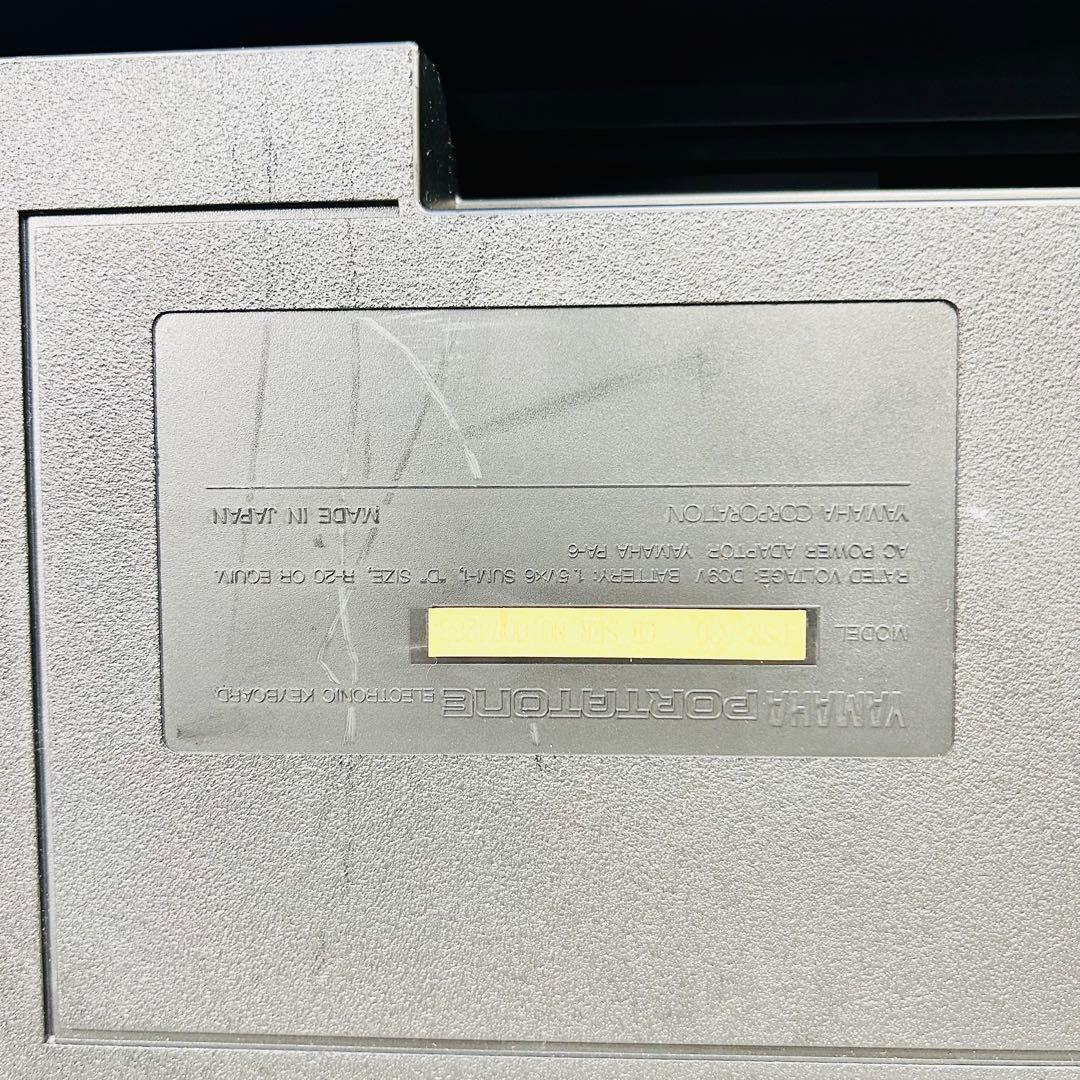 YAMAHA PORTATONE ELECTRONIC KEYBOARD.
MODEL
RATED VOLTAGE: DC9V BATTERY: 1.5V×6 SUM-1, "D" SIZE, R-20 OR EQUIV.
AC POWER ADAPTOR YAMAHA PA-6
YAMAHA CORPORATION MADE IN JAPAN